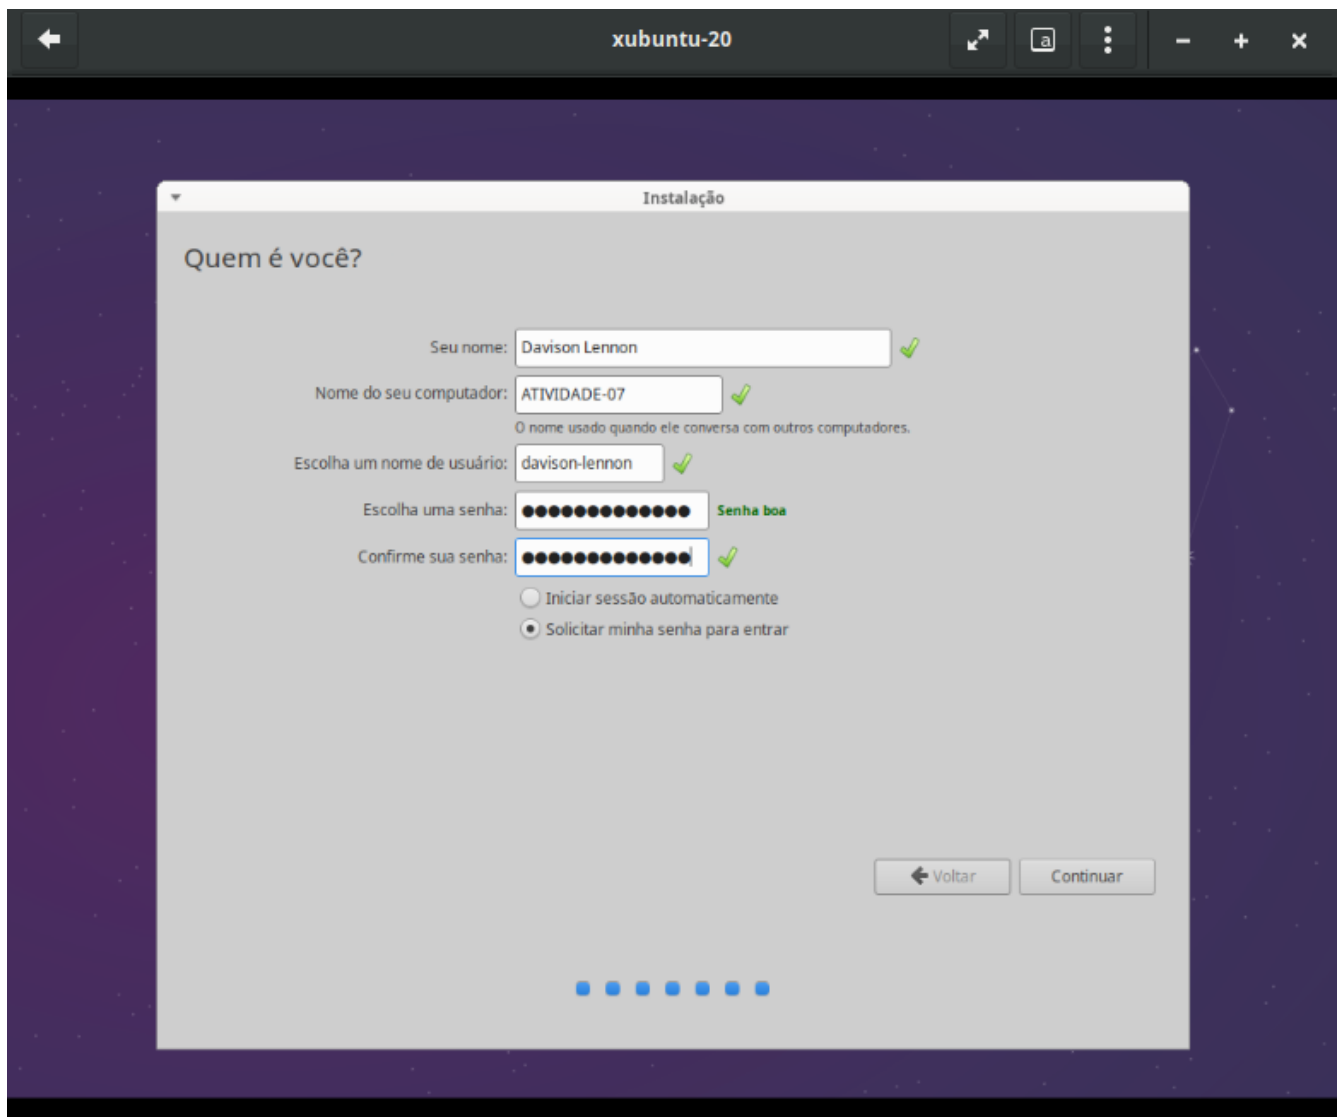 xubuntu-20
a
Instalação
Quem é você?
Seu nome: Davison Lennon
Nome do seu computador: ATIVIDADE-07
O nome usado quando ele conversa com outros computadores.
Escolha um nome de usuário: davison-lennon
Escolha uma senha: ●●●●●●●●●●●●● Senha boa
Confirme sua senha: ●●●●●●●●●●●●●
Iniciar sessão automaticamente
Solicitar minha senha para entrar
Voltar Continuar